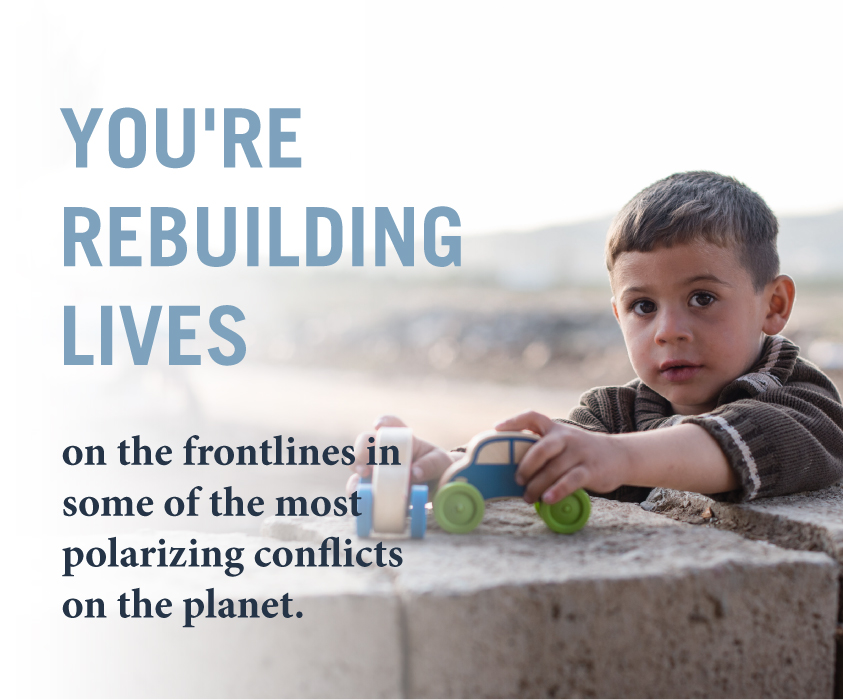 YOU'RE
REBUILDING
LIVES
on the frontlines in
some of the most
polarizing conflicts
on the planet.